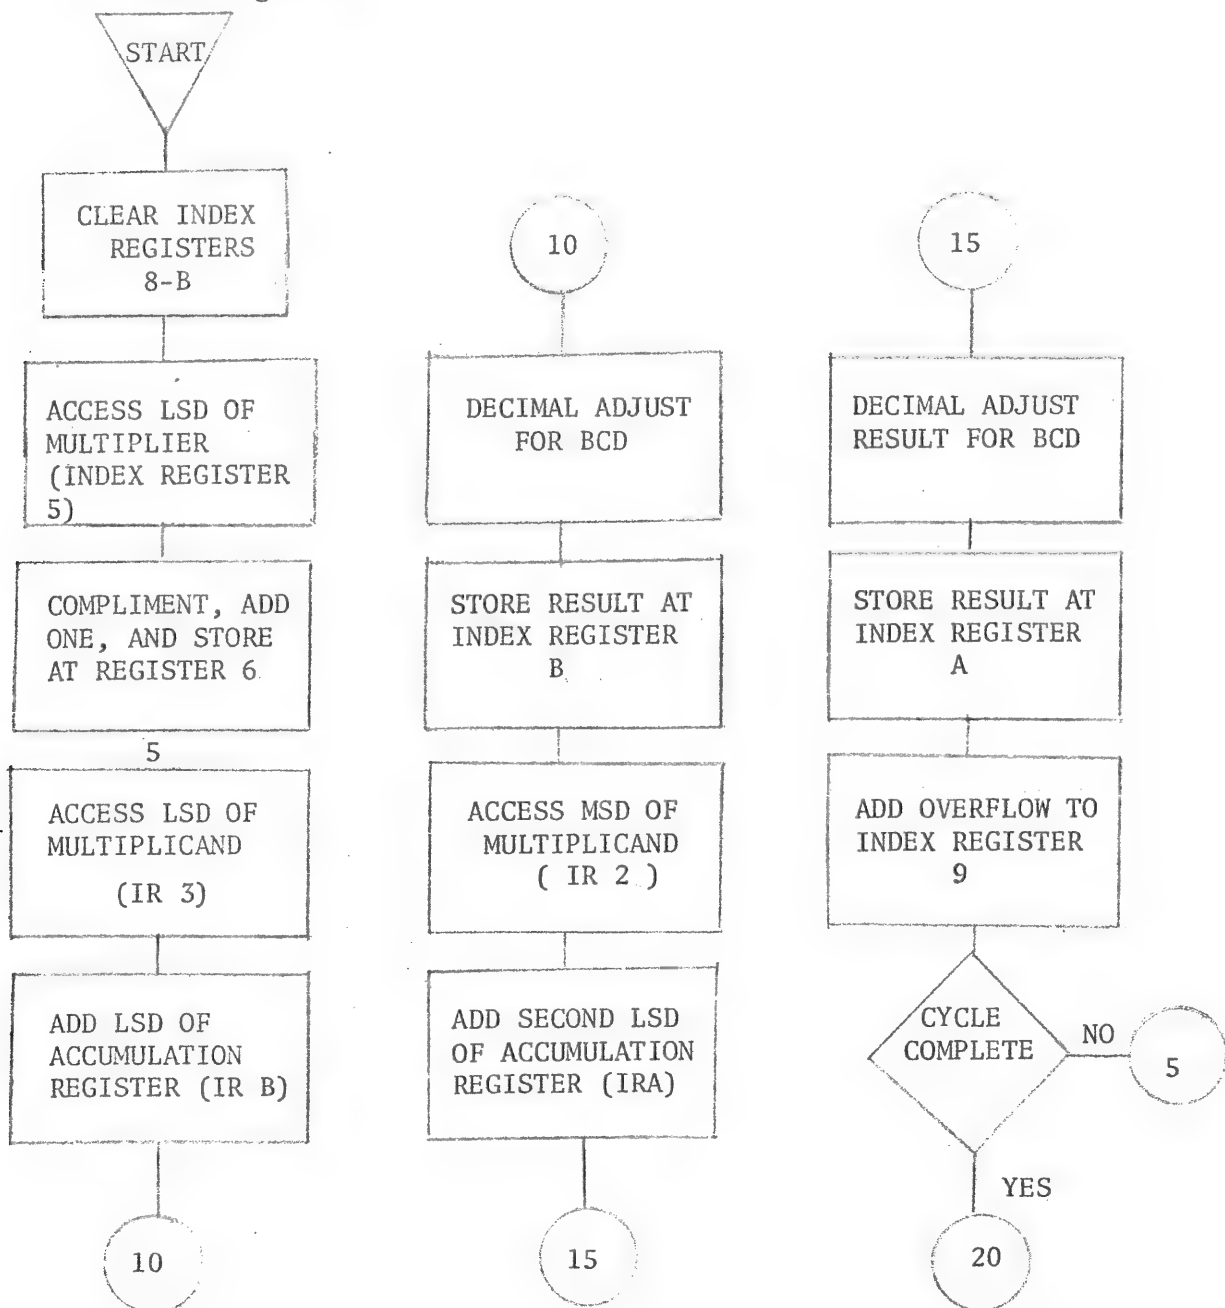 START
CLEAR INDEX
REGISTERS
8-B
ACCESS LSD OF
MULTIPLIER
(INDEX REGISTER
5)
COMPLIMENT, ADD
ONE, AND STORE
AT REGISTER 6
5
ACCESS LSD OF
MULTIPLICAND
(IR 3)
ADD LSD OF
ACCUMULATION
REGISTER (IR B)
10
10
DECIMAL ADJUST
FOR BCD
STORE RESULT AT
INDEX REGISTER
B
ACCESS MSD OF
MULTIPLICAND
( IR 2 )
ADD SECOND LSD
OF ACCUMULATION
REGISTER (IRA)
15
15
DECIMAL ADJUST
RESULT FOR BCD
STORE RESULT AT
INDEX REGISTER
A
ADD OVERFLOW TO
INDEX REGISTER
9
CYCLE
COMPLETE
NO
5
YES
20